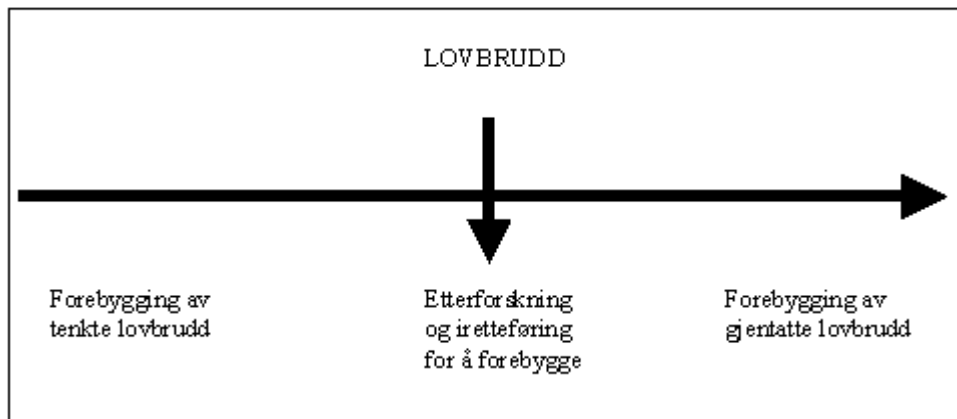 LOVBRUDD
Forebygging av
tenkte lovbrudd
Etterforskning
og iretteføring
for å forebygge
Forebygging av
gjentatte lovbrudd